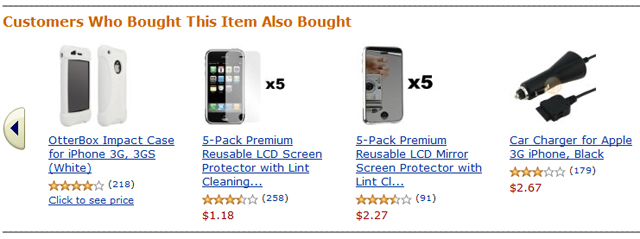 Customers Who Bought This Item Also Bought
x5
x5
OtterBox Impact Case
for iPhone 3G, 3GS
(White)
(218)
Click to see price
5-Pack Premium
Reusable LCD Screen
Protector with Lint
Cleaning...
(258)
$1.18
5-Pack Premium
Reusable LCD Mirror
Screen Protector with
Lint Cl...
(91)
$2.27
Car Charger for Apple
3G iPhone, Black
(179)
$2.67